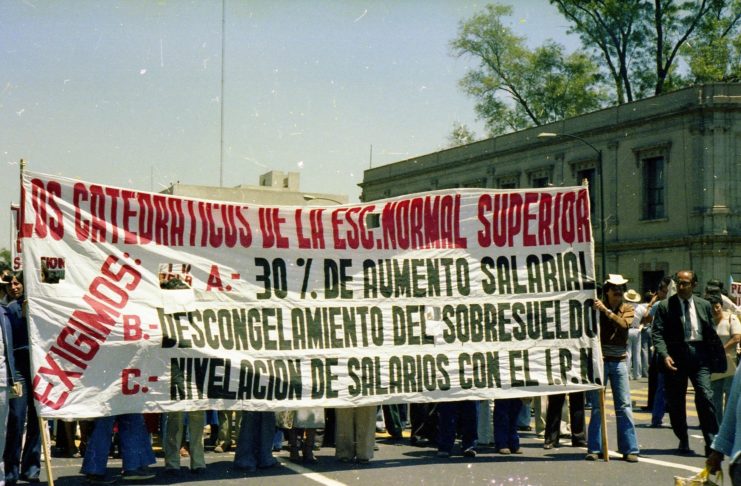 LOS CATEDRATICOS DE LA ESC. NORMAL SUPERIOR
EXIGIMOS:
A.- 30 % DE AUMENTO SALARIAL
B.- DESCONGELAMIENTO DEL SOBRESUELDO
C.- NIVELACION DE SALARIOS CON EL I.P.N